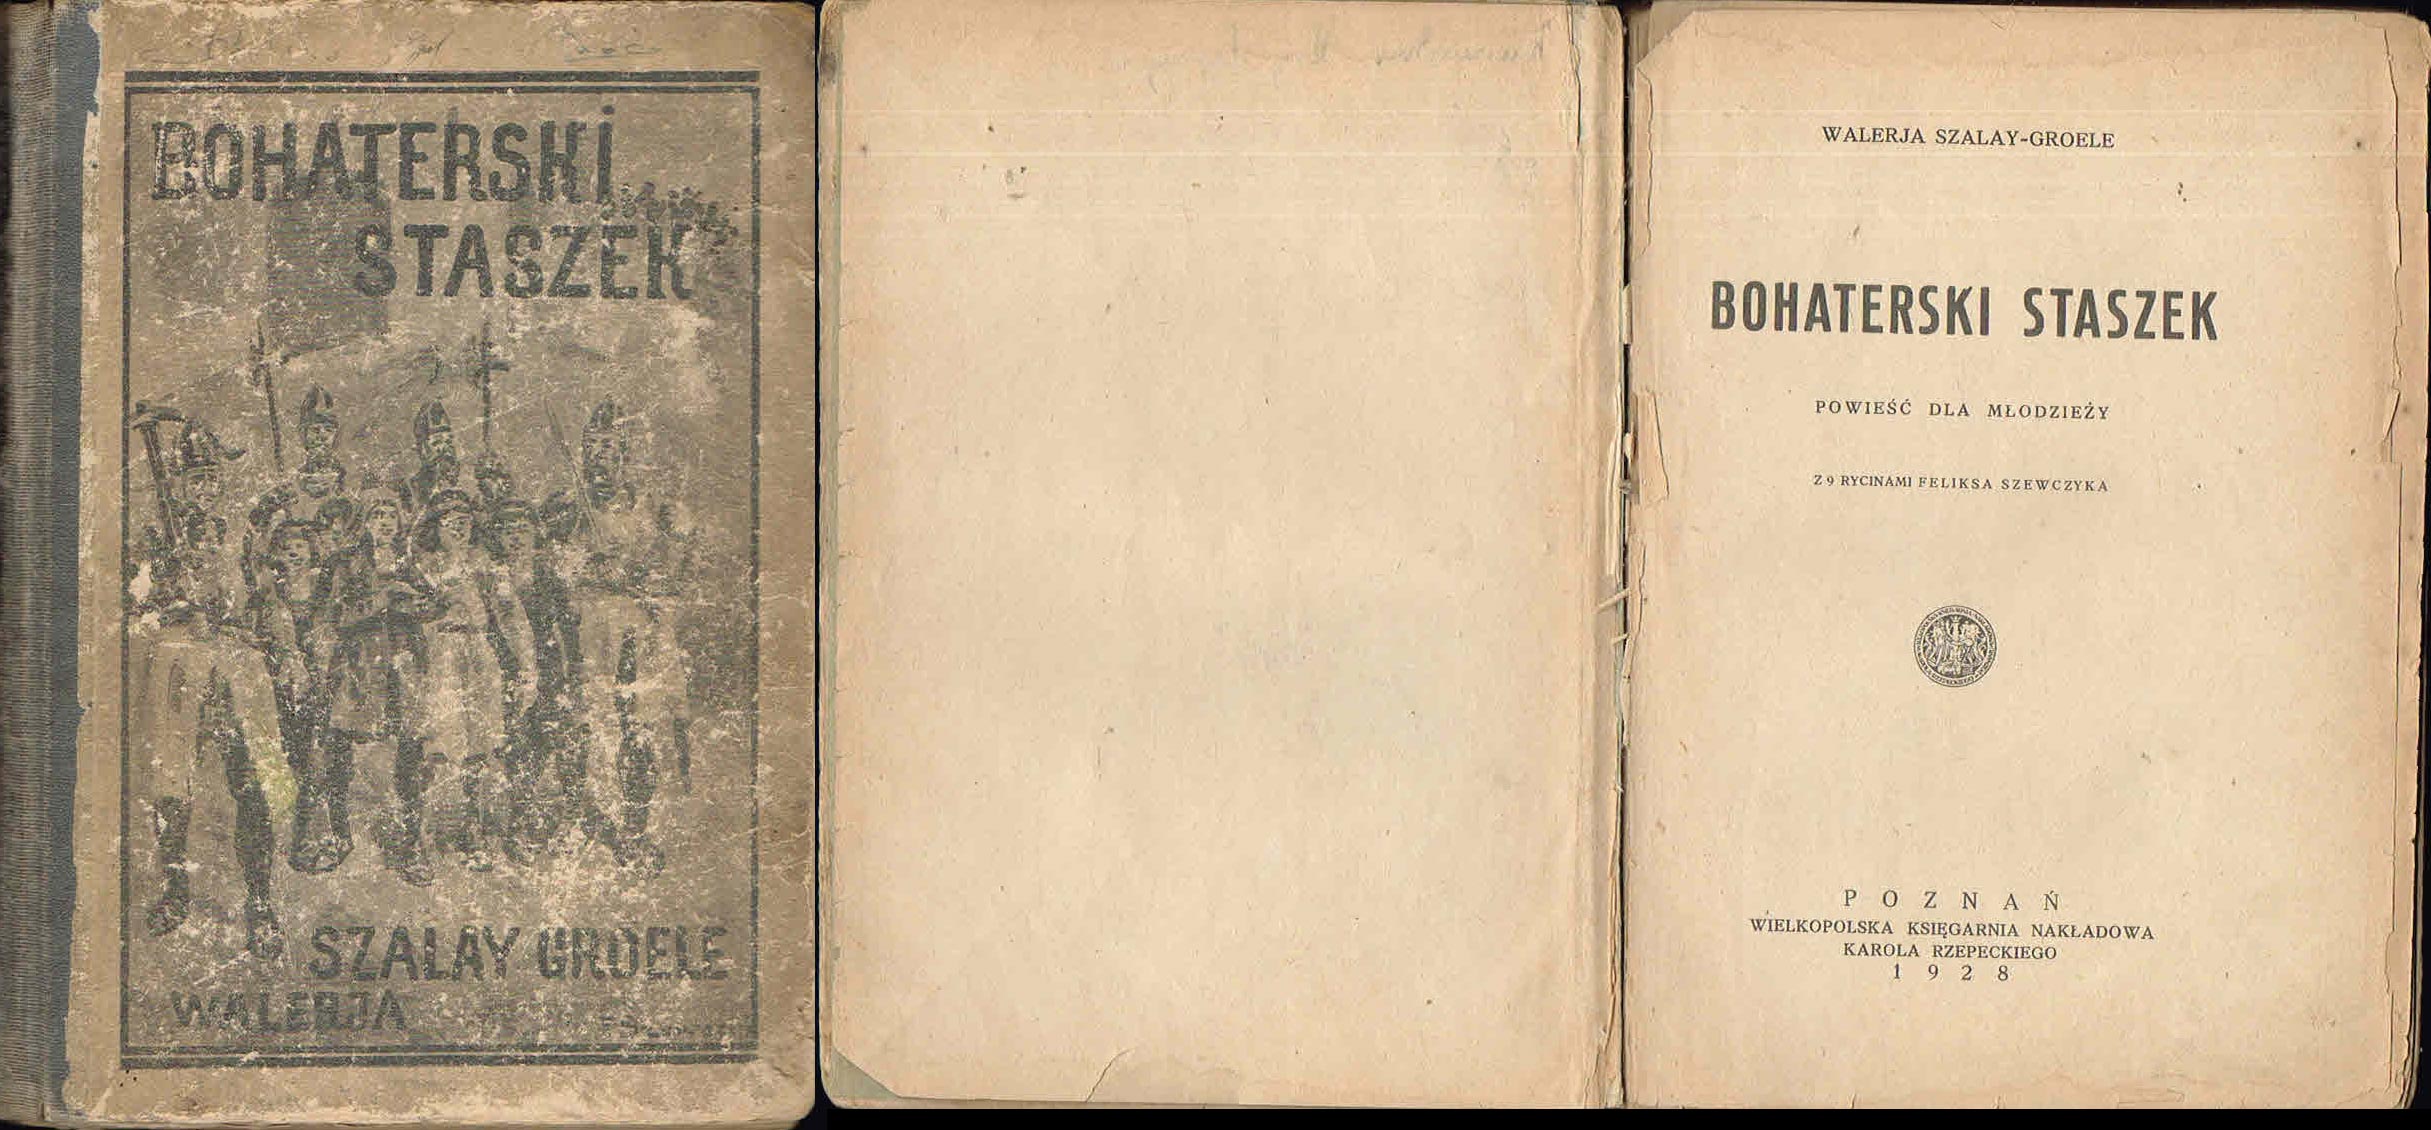 BOHATERSKI
STASZEK
SZALAY GROELE
WALERJA
WALERJA SZALAY-GROELE
BOHATERSKI STASZEK
POWIEŚĆ DLA MŁODZIEŻY
Z 9 RYCINAMI FELIKSA SZEWCZYKA
POZNAŃ
WIELKOPOLSKA KSIĘGARNIA NAKŁADOWA
KAROLA RZEPECKIEGO
1928